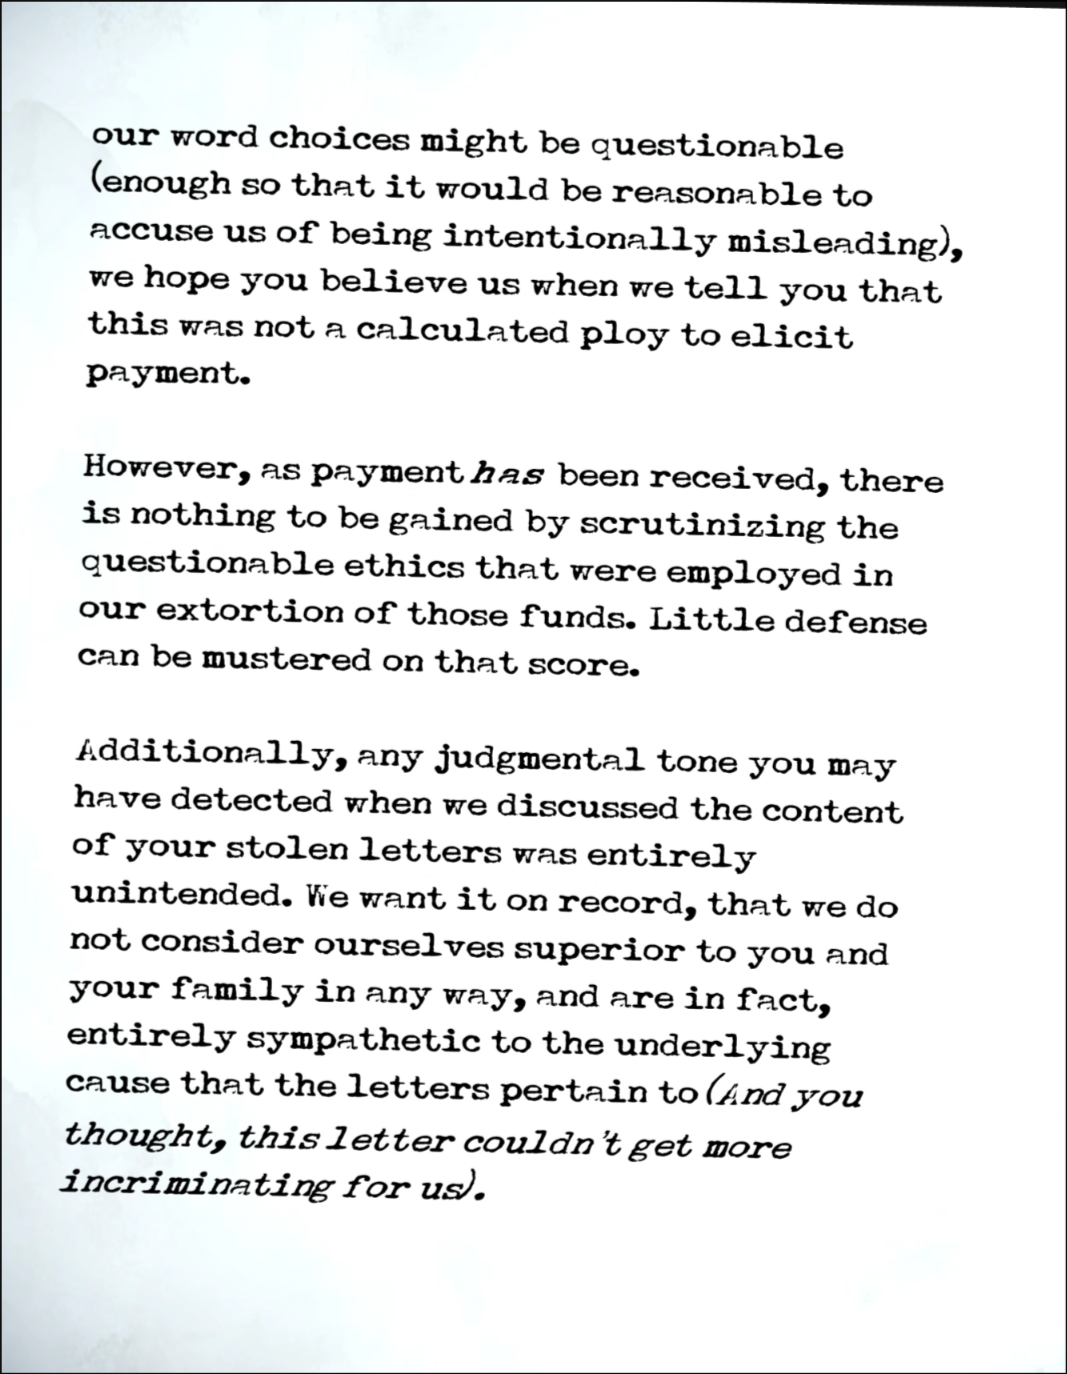 our word choices might be questionable
(enough so that it would be reasonable to
accuse us of being intentionally misleading),
we hope you believe us when we tell you that
this was not a calculated ploy to elicit
payment.
However, as payment has been received, there
is nothing to be gained by scrutinizing the
questionable ethics that were employed in
our extortion of those funds. Little defense
can be mustered on that score.
Additionally, any judgmental tone you may
have detected when we discussed the content
of your stolen letters was entirely
unintended. We want it on record, that we do
not consider ourselves superior to you and
your family in any way, and are in fact,
entirely sympathetic to the underlying
cause that the letters pertain to (And you
thought, this letter couldn't get more
incriminating for us).